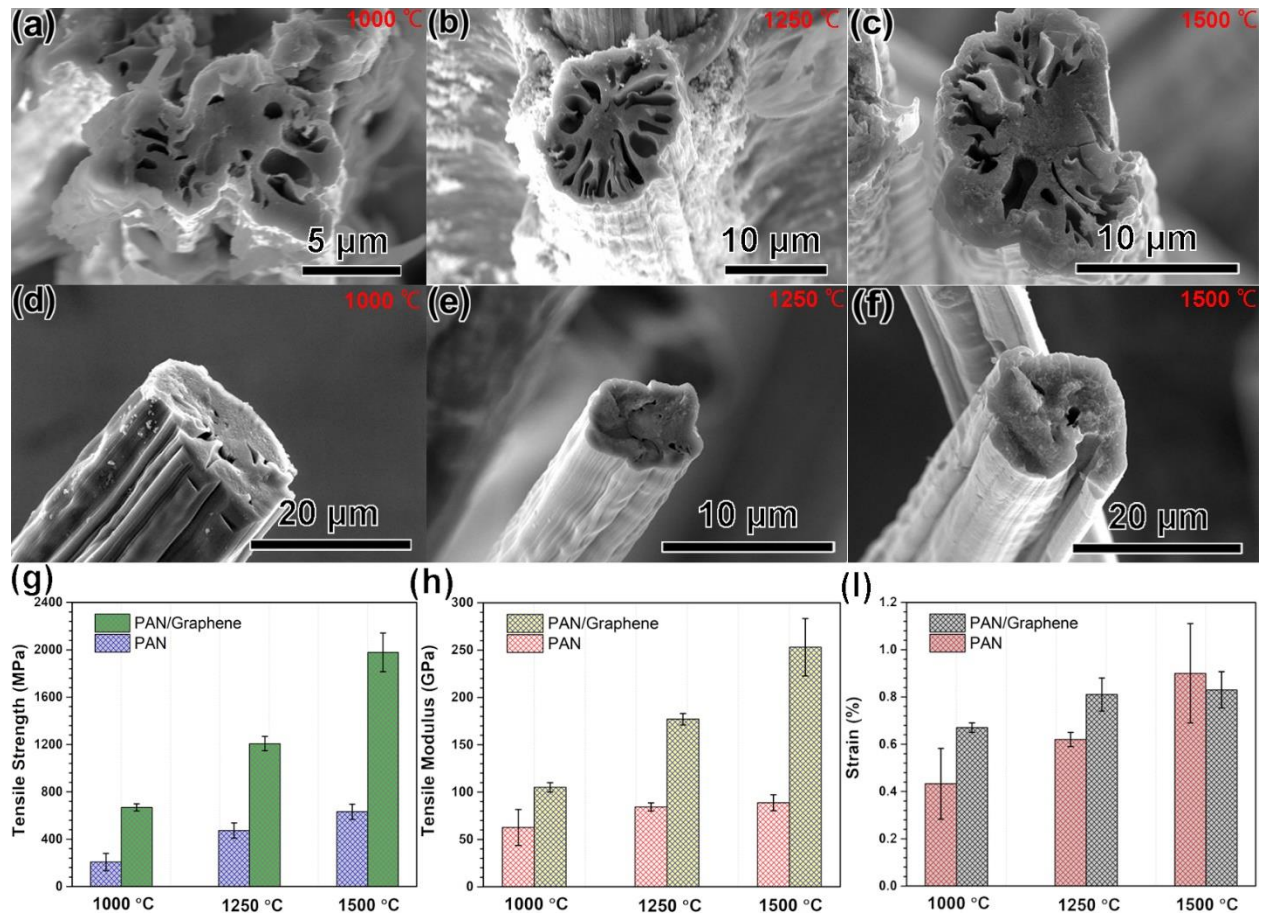 (a) 1000 ℃
(b) 1250 ℃
(c) 1500 ℃
5 μm
10 μm
10 μm
(d) 1000 ℃
(e) 1250 ℃
(f) 1500 ℃
20 μm
10 μm
20 μm
(g)
Tensile Strength (MPa)
2400
2000
1600
1200
800
400
0
PAN/Graphene
PAN
1000 °C
1250 °C
1500 °C
(h)
Tensile Modulus (GPa)
300
250
200
150
100
50
0
PAN/Graphene
PAN
1000 °C
1250 °C
1500 °C
(l)
Strain (%)
1.2
1.0
0.8
0.6
0.4
0.2
0.0
PAN/Graphene
PAN
1000 °C
1250 °C
1500 °C